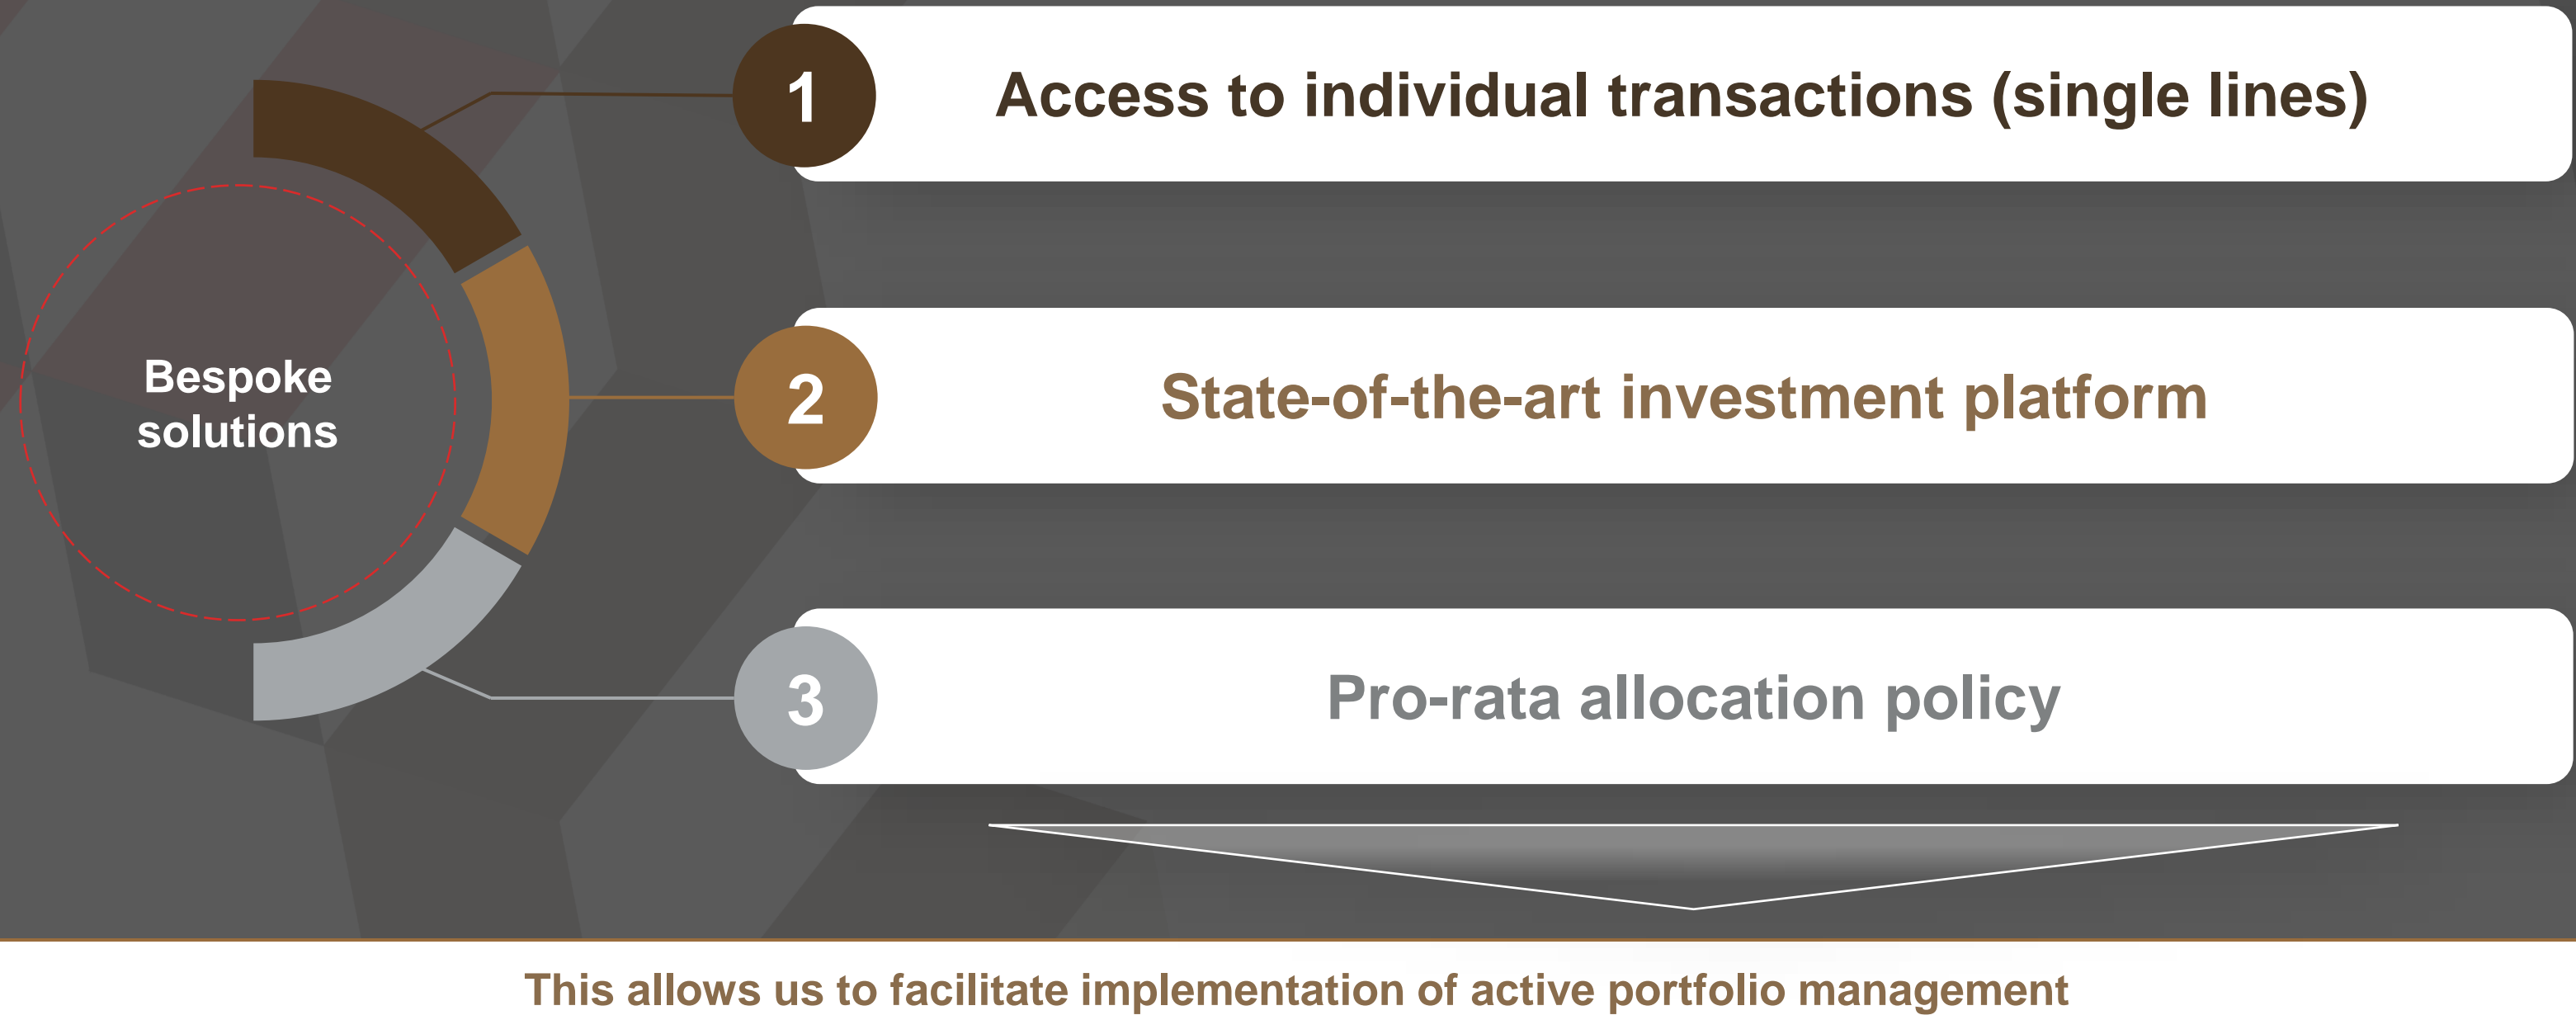 1
Access to individual transactions (single lines)
Bespoke
solutions
2
State-of-the-art investment platform
3
Pro-rata allocation policy
This allows us to facilitate implementation of active portfolio management